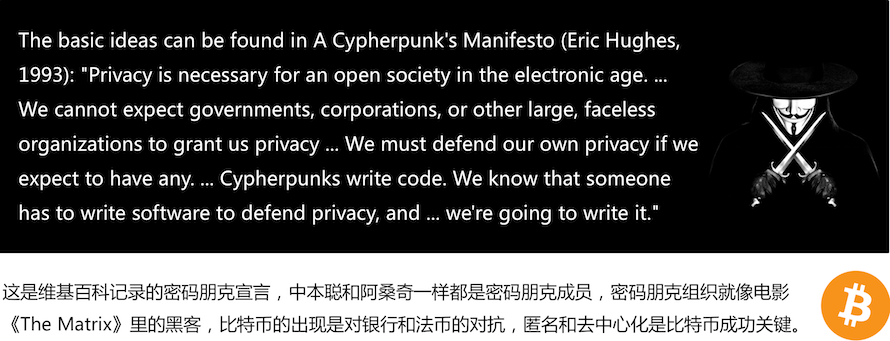 The basic ideas can be found in A Cypherpunk's Manifesto (Eric Hughes,
1993): "Privacy is necessary for an open society in the electronic age. ...
We cannot expect governments, corporations, or other large, faceless
organizations to grant us privacy ... We must defend our own privacy if we
expect to have any. ... Cypherpunks write code. We know that someone
has to write software to defend privacy, and ... we're going to write it."
这是维基百科记录的密码朋克宣言，中本聪和阿桑奇一样都是密码朋克成员，密码朋克组织就像电影
《The Matrix》里的黑客，比特币的出现是对银行和法币的对抗，匿名和去中心化是比特币成功关键。